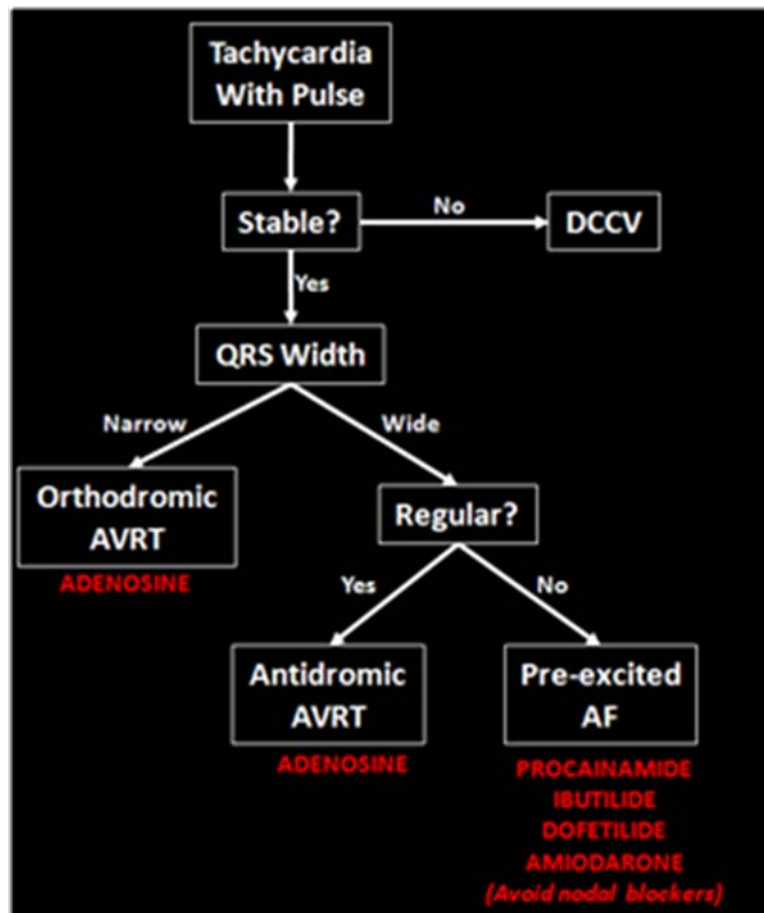 Tachycardia
With Pulse
Stable?
No
DCCV
Yes
QRS Width
Narrow
Wide
Orthodromic
AVRT
ADENOSINE
Regular?
Yes
No
Antidromic
AVRT
ADENOSINE
Pre-excited
AF
PROCAINAMIDE
IBUTILIDE
DOFETILIDE
AMIODARONE
(Avoid nodal blockers)